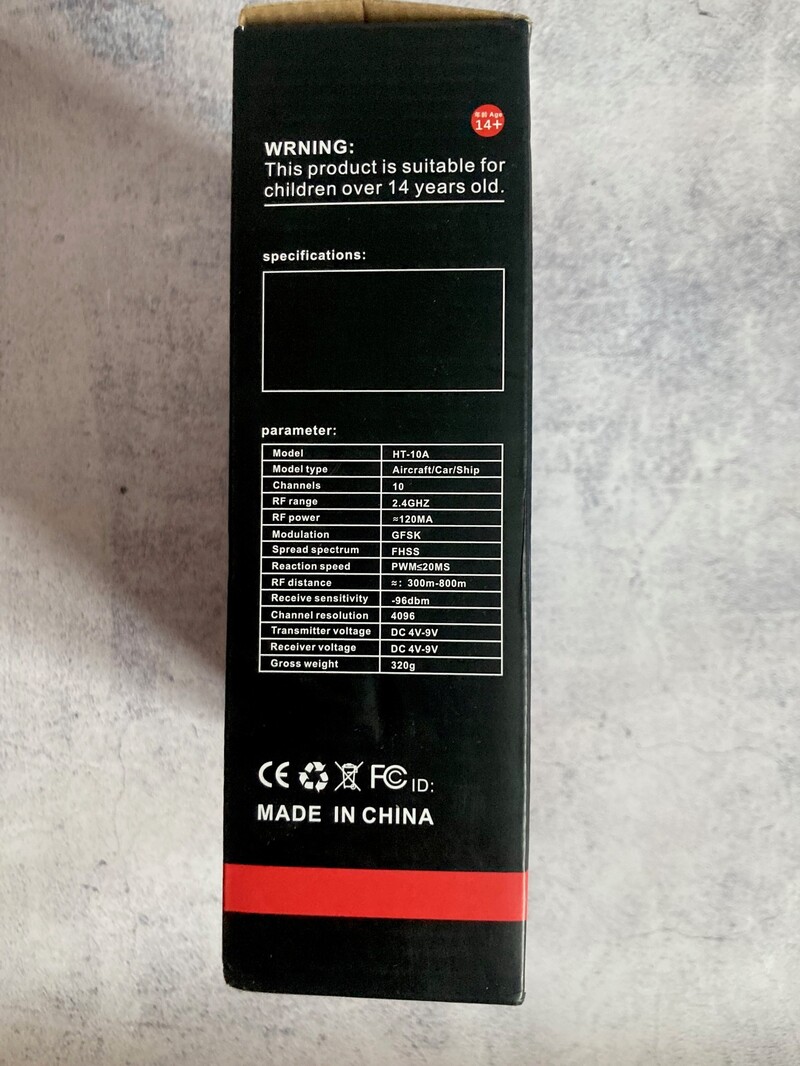 年龄 Age
14+
WRNING:
This product is suitable for
children over 14 years old.
specifications:
parameter:
Model HT-10A
Model type Aircraft/Car/Ship
Channels 10
RF range 2.4GHZ
RF power ≈120MA
Modulation GFSK
Spread spectrum FHSS
Reaction speed PWM≤20MS
RF distance ≈: 300m-800m
Receive sensitivity -96dbm
Channel resolution 4096
Transmitter voltage DC 4V-9V
Receiver voltage DC 4V-9V
Gross weight 320g
CE FC ID:
MADE IN CHINA